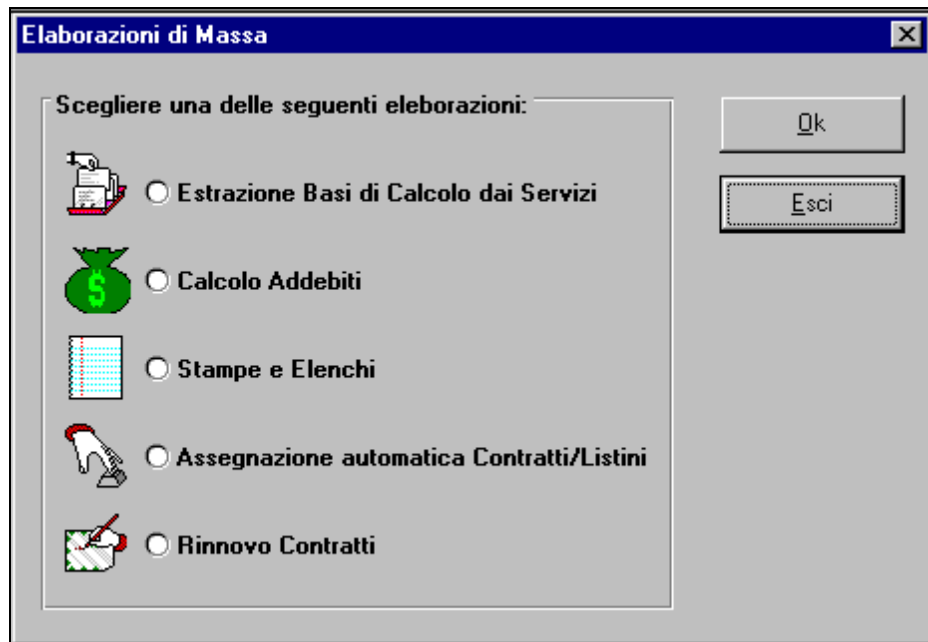 Elaborazioni di Massa
Scegliere una delle seguenti eleborazioni:
Ok
Estrazione Basi di Calcolo dai Servizi
Esci
$
Calcolo Addebiti
Stampe e Elenchi
Assegnazione automatica Contratti/Listini
Rinnovo Contratti